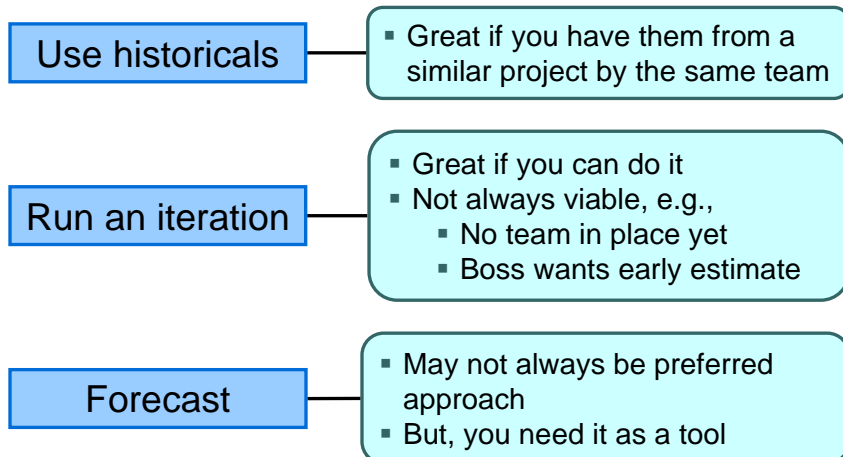 Use historicals
▪ Great if you have them from a
similar project by the same team
Run an iteration
▪ Great if you can do it
▪ Not always viable, e.g.,
▪ No team in place yet
▪ Boss wants early estimate
Forecast
▪ May not always be preferred
approach
▪ But, you need it as a tool